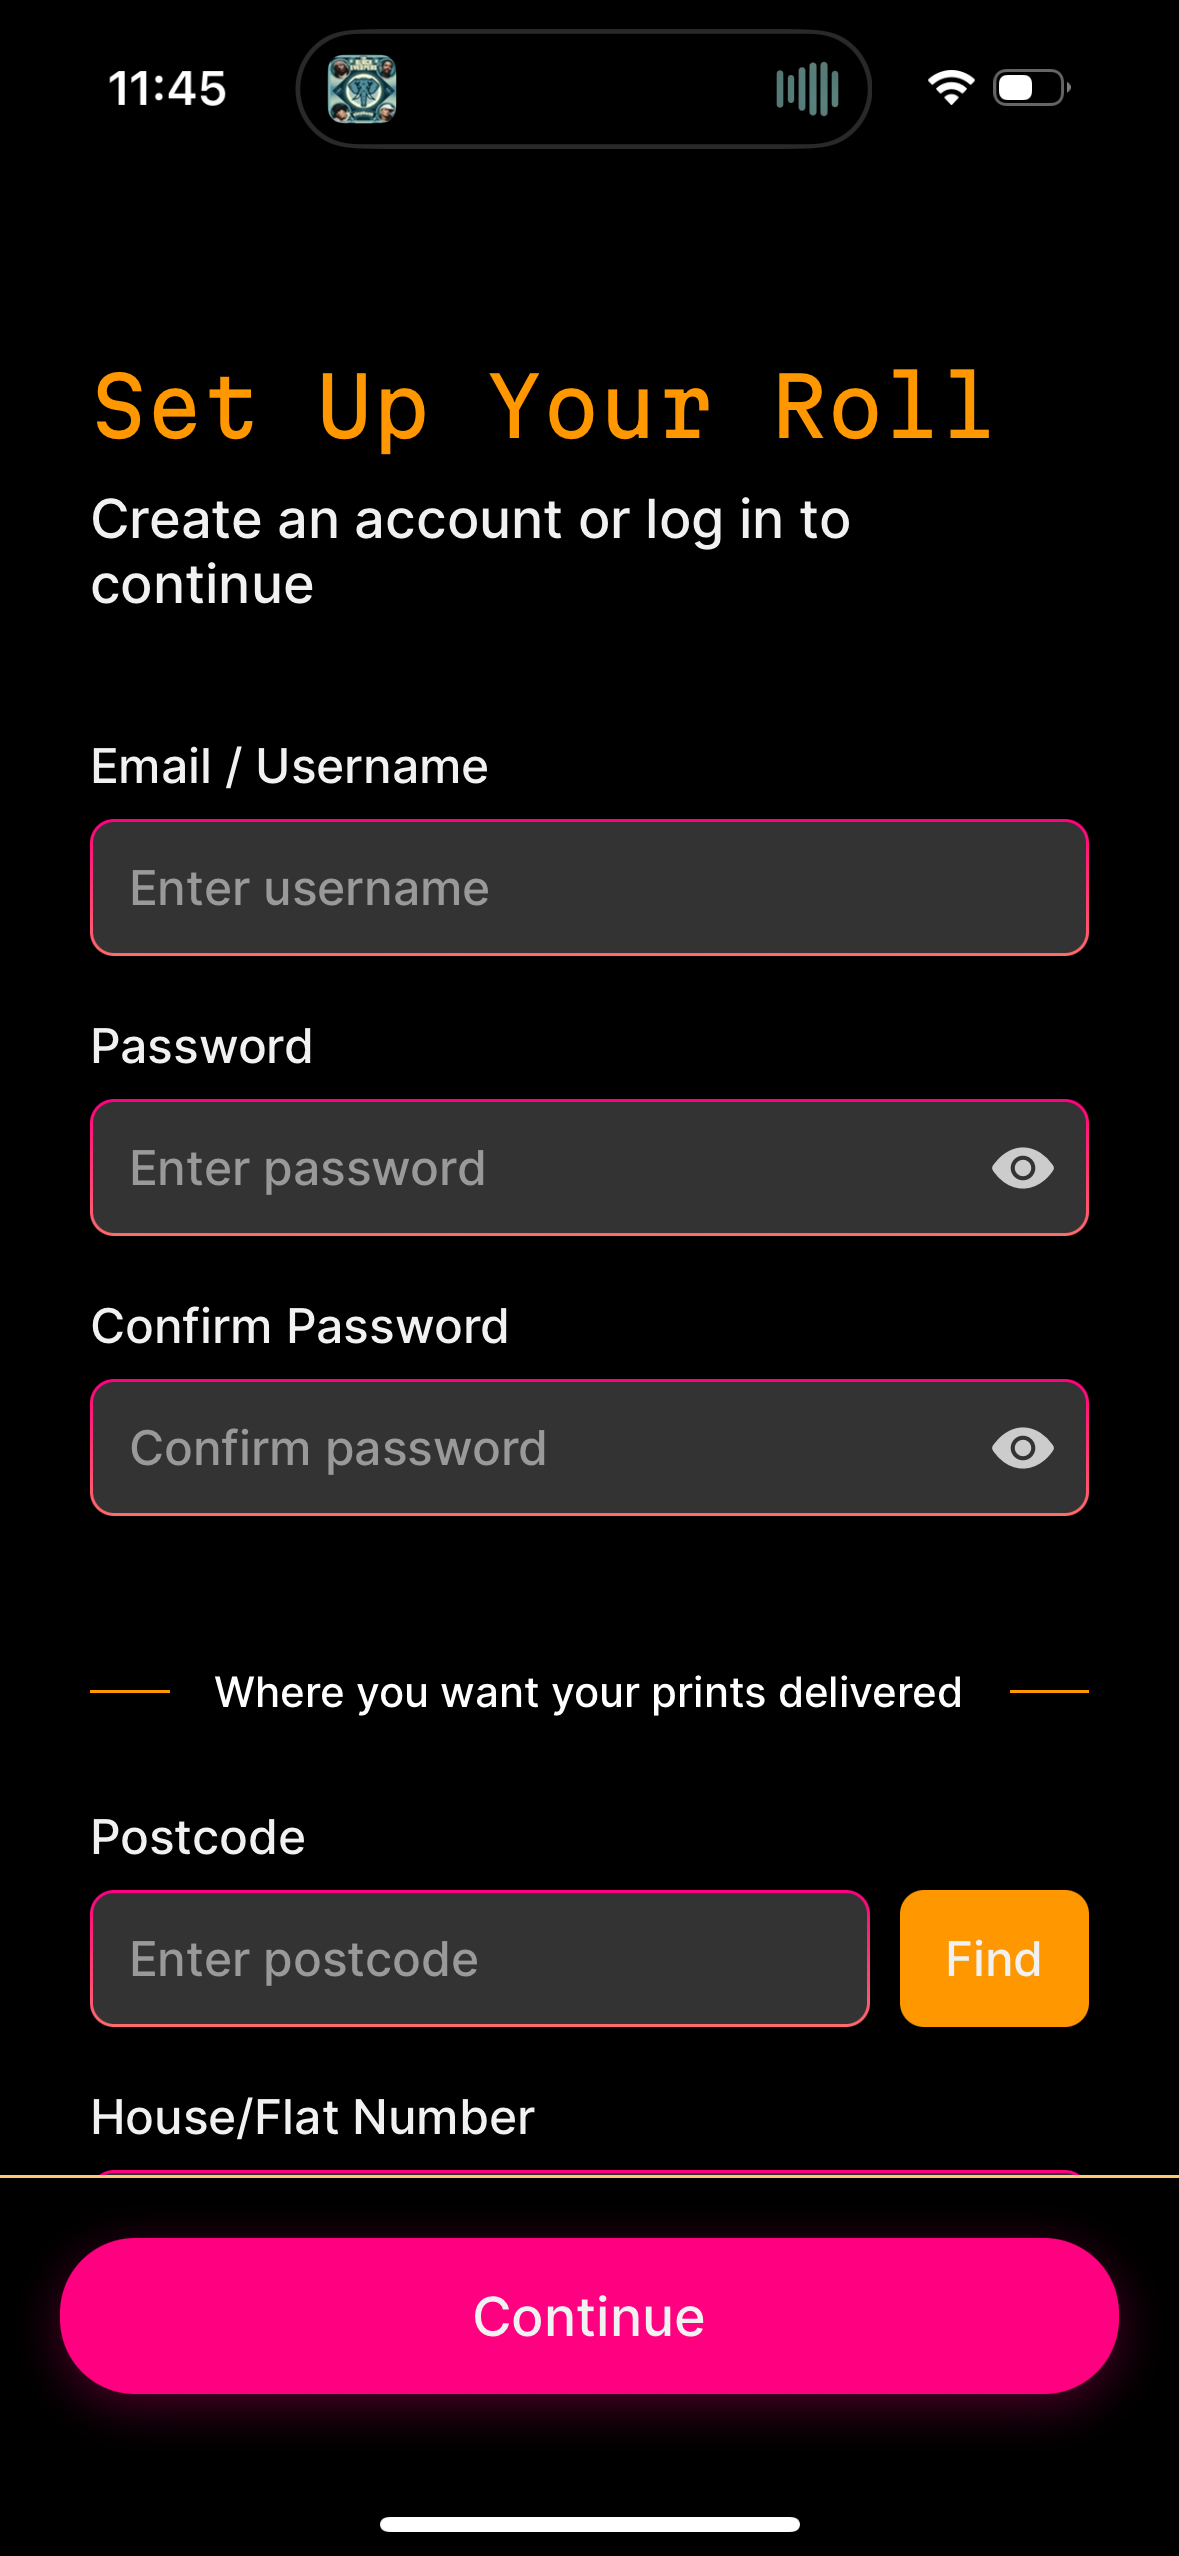 11:45
Set Up Your Roll
Create an account or log in to
continue
Email / Username
Enter username
Password
Enter password
Confirm Password
Confirm password
Where you want your prints delivered
Postcode
Enter postcode
Find
House/Flat Number
Continue